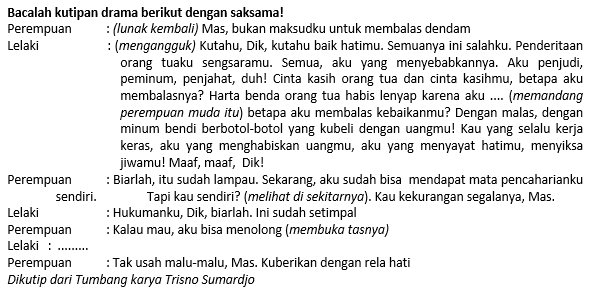 Bacalah kutipan drama berikut dengan saksama!
Perempuan : (lunak kembali) Mas, bukan maksudku untuk membalas dendam
Lelaki : (mengangguk) Kutahu, Dik, kutahu baik hatimu. Semuanya ini salahku. Penderitaan
orang tuaku sengsaramu. Semua, aku yang menyebabkannya. Aku penjudi,
peminum, penjahat, duh! Cinta kasih orang tua dan cinta kasihmu, betapa aku
membalasnya? Harta benda orang tua habis lenyap karena aku .... (memandang
perempuan muda itu) betapa aku membalas kebaikanmu? Dengan malas, dengan
minum bendi berbotol-botol yang kubeli dengan uangmu! Kau yang selalu kerja
keras, aku yang menghabiskan uangmu, aku yang menyayat hatimu, menyiksa
jiwamu! Maaf, maaf, Dik!
Perempuan : Biarlah, itu sudah lampau. Sekarang, aku sudah bisa mendapat mata pencaharianku
sendiri. Tapi kau sendiri? (melihat di sekitarnya). Kau kekurangan segalanya, Mas.
Lelaki : Hukumanku, Dik, biarlah. Ini sudah setimpal
Perempuan : Kalau mau, aku bisa menolong (membuka tasnya)
Lelaki : .........
Perempuan : Tak usah malu-malu, Mas. Kuberikan dengan rela hati
Dikutip dari Tumbang karya Trisno Sumardjo